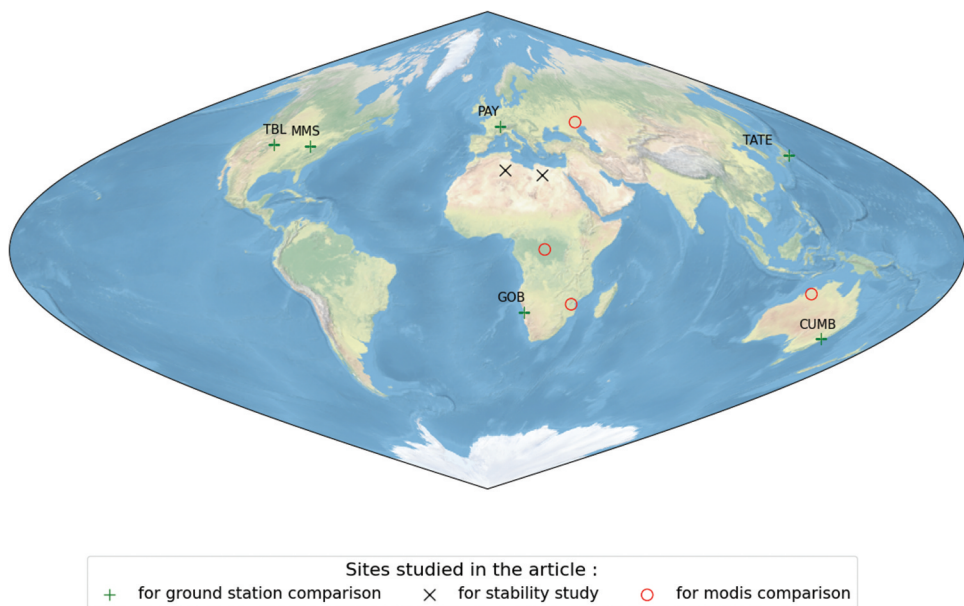 PAY
TBL MMS
TATE
GOB
CUMB
Sites studied in the article :
for ground station comparison for stability study for modis comparison